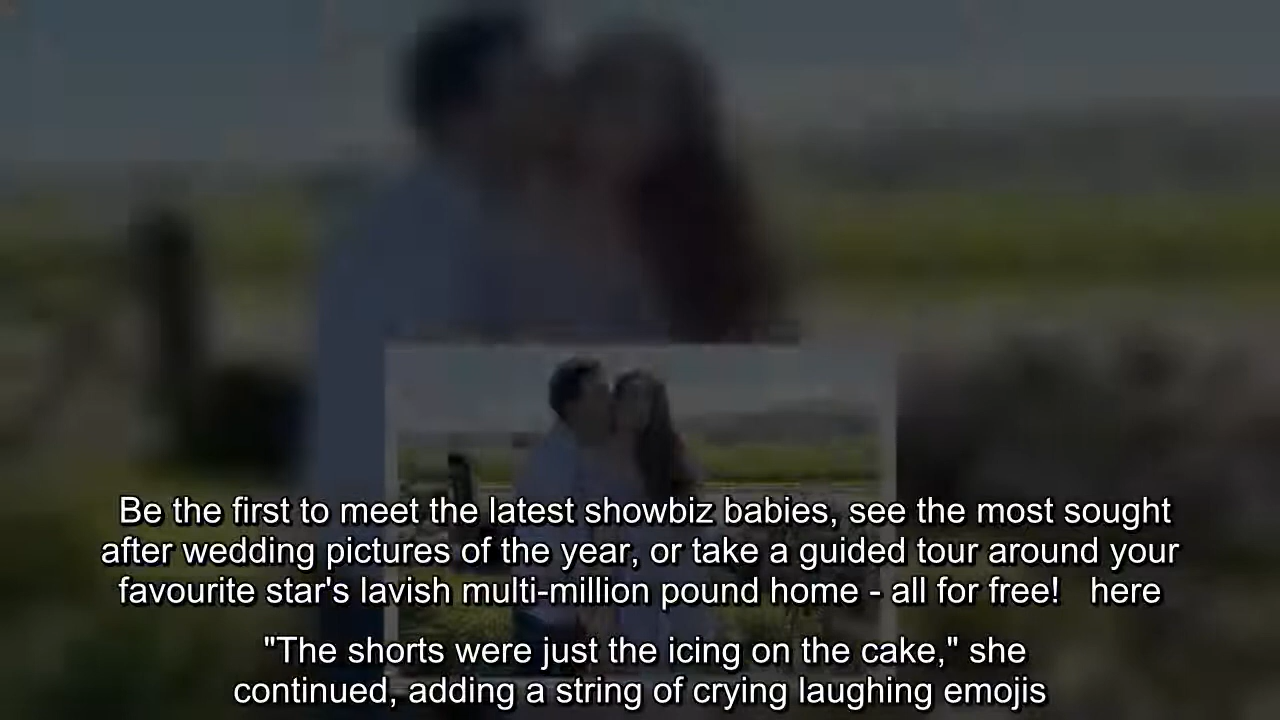 Be the first to meet the latest showbiz babies, see the most sought
after wedding pictures of the year, or take a guided tour around your
favourite star's lavish multi-million pound home - all for free!   here
"The shorts were just the icing on the cake," she
continued, adding a string of crying laughing emojis